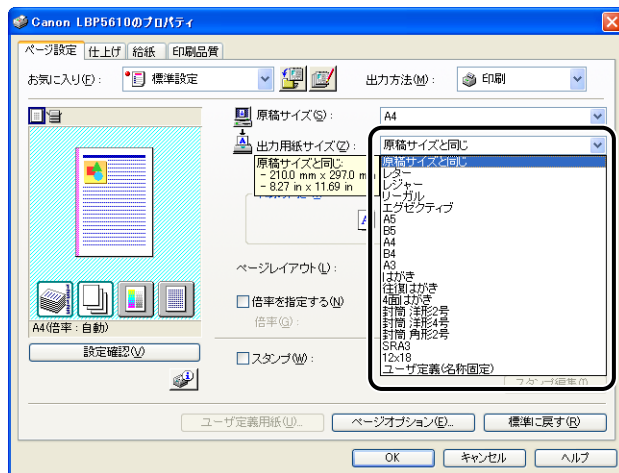 Canon LBP5610のプロパティ
ページ設定 仕上げ 給紙 印刷品質
お気に入り(F): 標準設定 出力方法(M): 印刷
原稿サイズ(S): A4
出力用紙サイズ(Z): 原稿サイズと同じ
原稿サイズと同じ:
- 210.0 mm x 297.0 m
- 8.27 in x 11.69 in
原稿サイズと同じ
レター
レジャー
リーガル
エグゼクティブ
A5
B5
A4
B4
A3
はがき
往復はがき
4面はがき
封筒 洋形2号
封筒 洋形4号
封筒 角形2号
SRA3
12x18
ユーザ定義(名称固定)
A
ページレイアウト(L):
倍率を指定する(N)
倍率(G):
A4(倍率:自動)
設定確認(V)
スタンプ(W):
スタンプ編集(I)
ユーザ定義用紙(U)... ページオプション(E)... 標準に戻す(R)
OK キャンセル ヘルプ